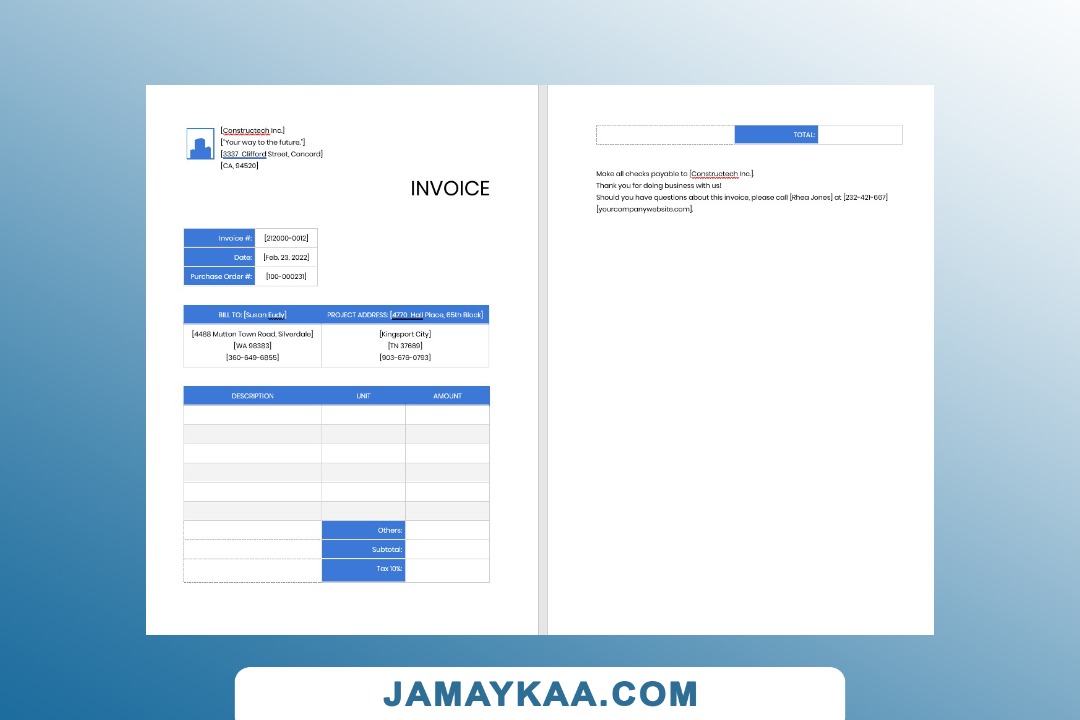 [Constructech Inc.]
["Your way to the future."]
[3337 Clifford Street, Concord]
[CA, 94520]
INVOICE
Invoice #: [212000-0012]
Date: [Feb. 23, 2022]
Purchase Order #: [100-000231]
BILL TO: [Susan Eudy] PROJECT ADDRESS: [4770 Hall Place, 65th Block]
[4488 Mutton Town Road, Silverdale] [Kingsport City]
[WA 98383] [TN 37669]
[360-649-6855] [903-676-0793]
DESCRIPTION UNIT AMOUNT
Others:
Subtotal:
Tax 10%:
TOTAL:
Make all checks payable to [Constructech Inc.].
Thank you for doing business with us!
Should you have questions about this invoice, please call [Rhea Jones] at [232-421-667]
[yourcompanywebsite.com].
JAMAYKAA.COM